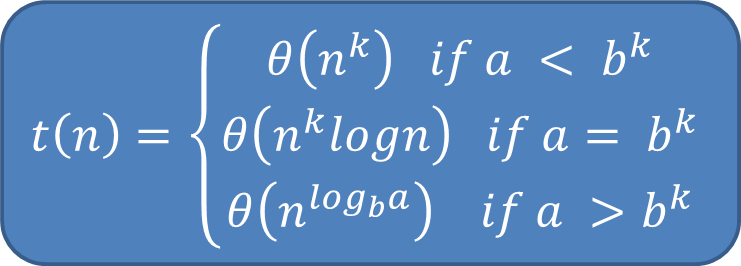 t(n) = { θ(n^k) if a < b^k
θ(n^k logn) if a = b^k
θ(n^{log_b a}) if a > b^k